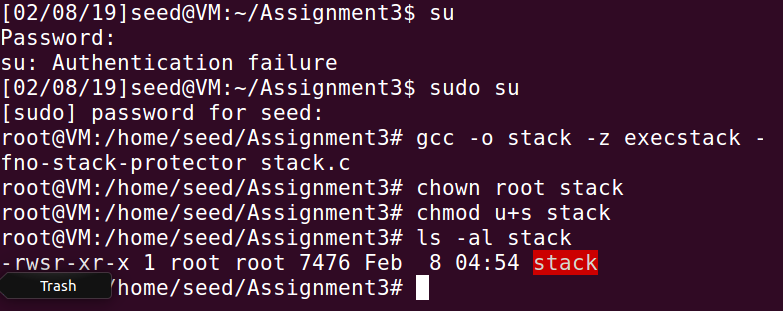 [02/08/19]seed@VM:~/Assignment3$ su
Password:
su: Authentication failure
[02/08/19]seed@VM:~/Assignment3$ sudo su
[sudo] password for seed:
root@VM:/home/seed/Assignment3# gcc -o stack -z execstack -
fno-stack-protector stack.c
root@VM:/home/seed/Assignment3# chown root stack
root@VM:/home/seed/Assignment3# chmod u+s stack
root@VM:/home/seed/Assignment3# ls -al stack
-rwsr-xr-x 1 root root 7476 Feb  8 04:54 stack
Trash :/home/seed/Assignment3#